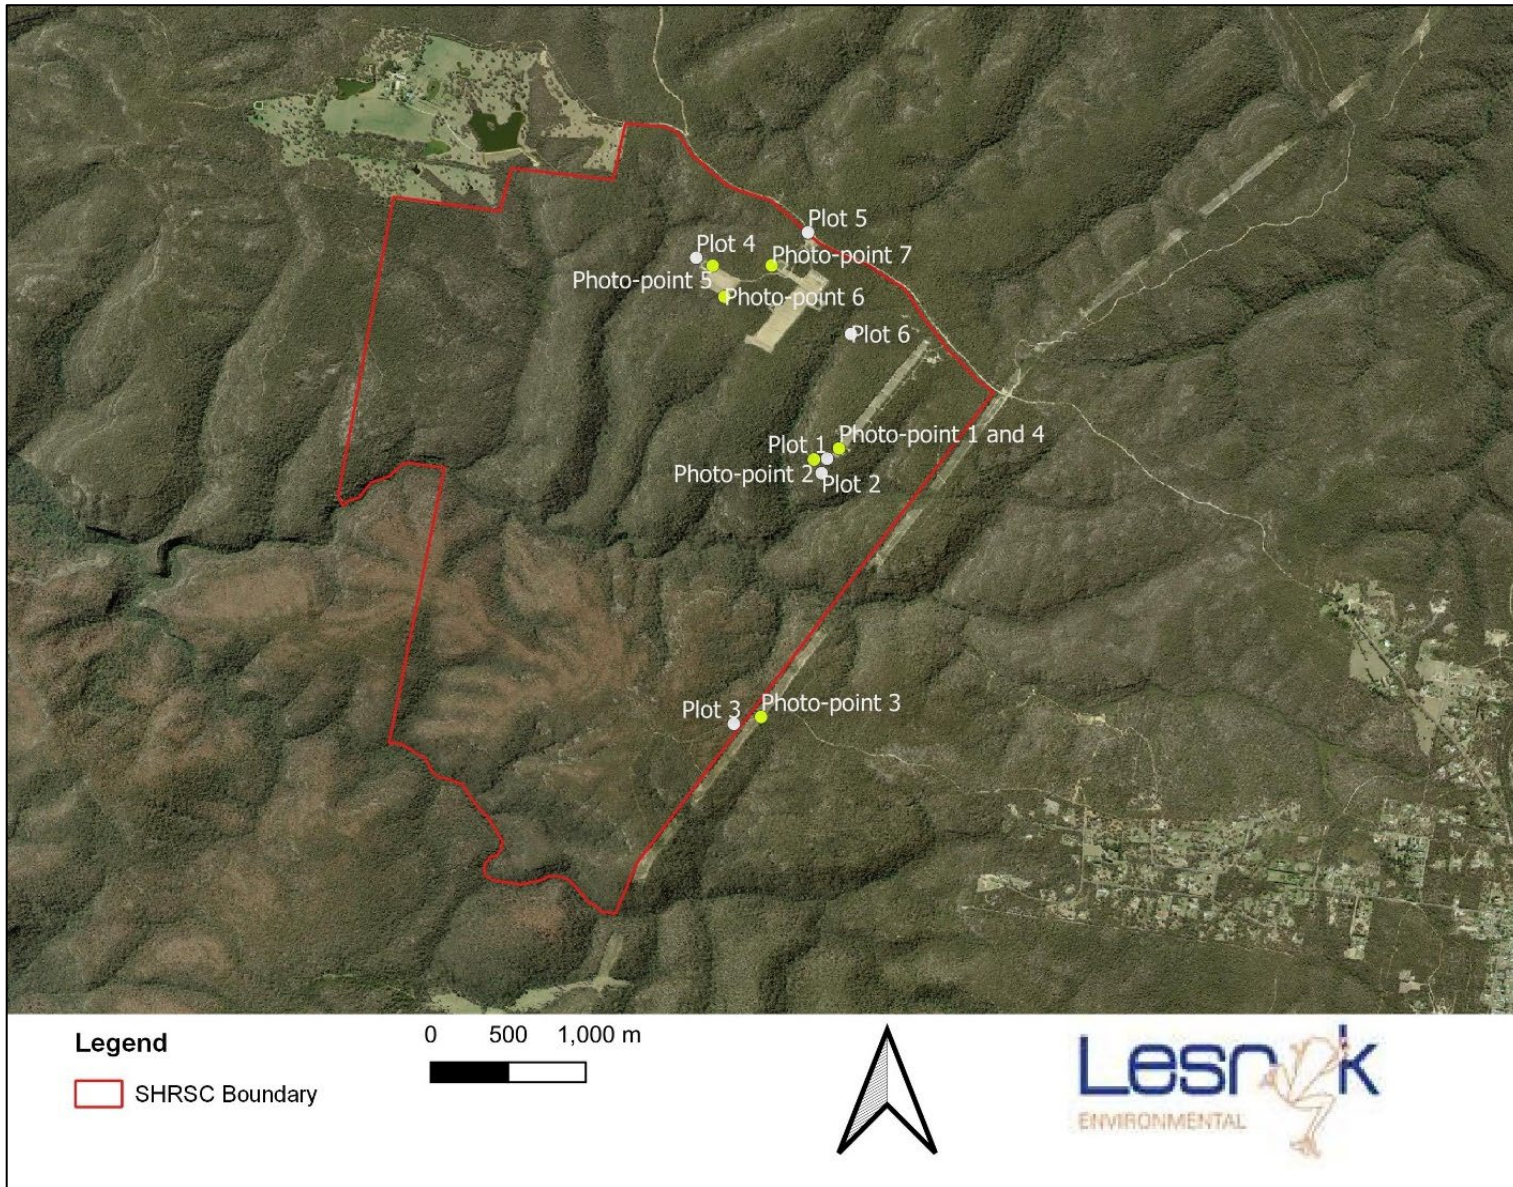 Plot 5
Plot 4
Photo-point 7
Photo-point 5
Photo-point 6
Plot 6
Photo-point 1 and 4
Plot 1
Photo-point 2
Plot 2
Plot 3
Photo-point 3
Legend
SHRSC Boundary
0 500 1,000 m
Lesryk
ENVIRONMENTAL